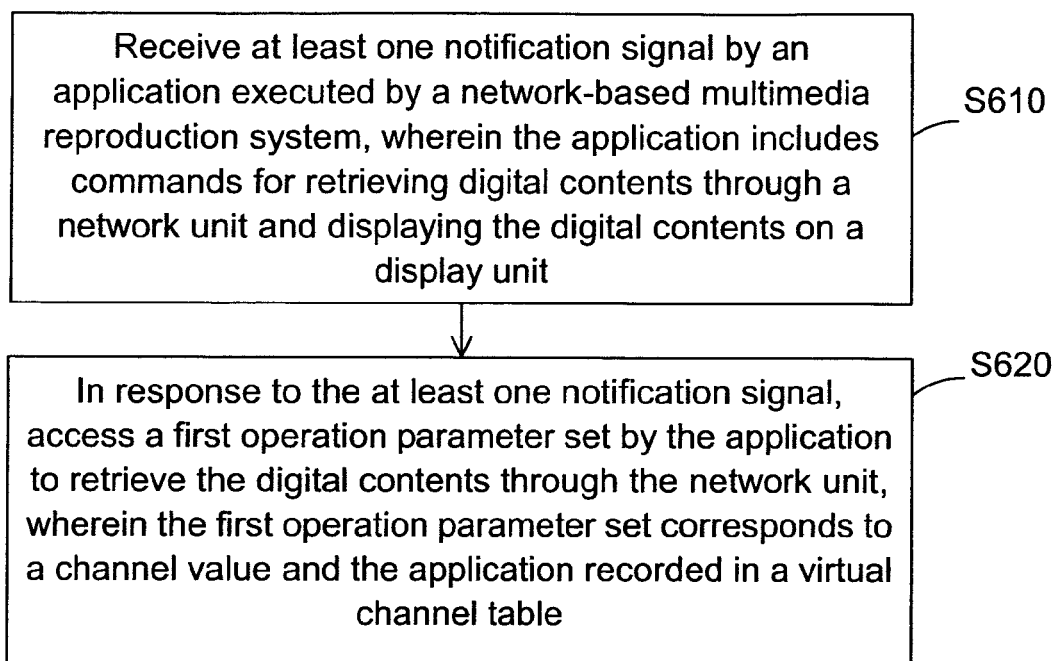 Receive at least one notification signal by an
application executed by a network-based multimedia
reproduction system, wherein the application includes
commands for retrieving digital contents through a
network unit and displaying the digital contents on a
display unit
S610
In response to the at least one notification signal,
access a first operation parameter set by the application
to retrieve the digital contents through the network unit,
wherein the first operation parameter set corresponds to
a channel value and the application recorded in a virtual
channel table
S620